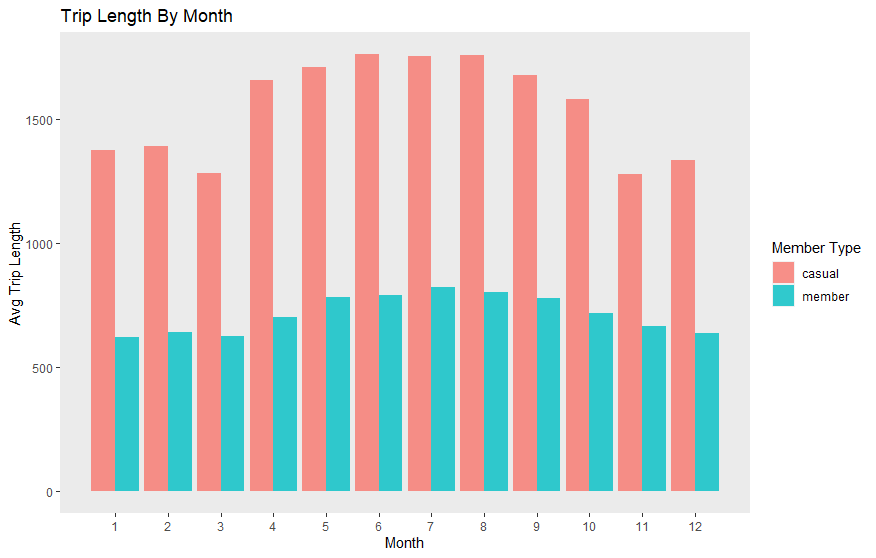 Trip Length By Month
Avg Trip Length
1500
1000
500
0
1 2 3 4 5 6 7 8 9 10 11 12
Month
Member Type
casual
member